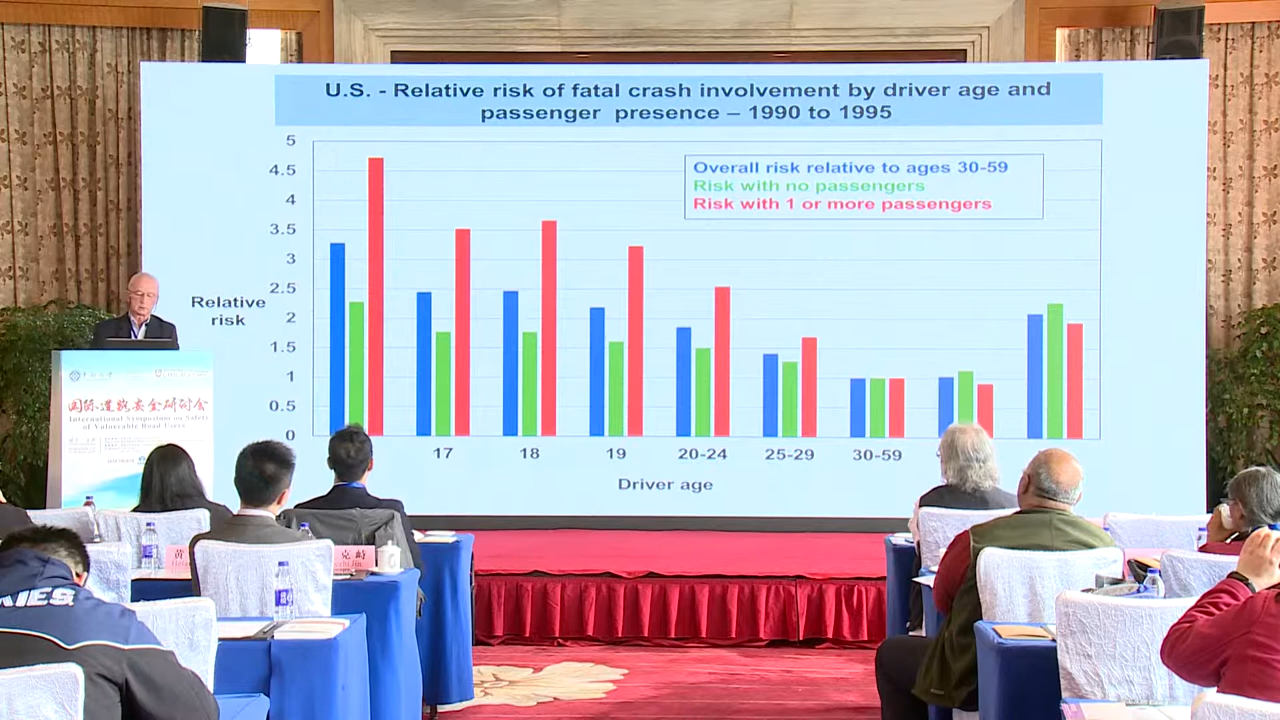 U.S. - Relative risk of fatal crash involvement by driver age and
passenger presence – 1990 to 1995
5
4.5
4
3.5
3
2.5
2
1.5
1
0.5
0
Overall risk relative to ages 30-59
Risk with no passengers
Risk with 1 or more passengers
Relative
risk
17
18
19
20-24
25-29
30-59
Driver age
国际道路安全研讨会
International Symposium on Safety
of Vulnerable Road Users
黄
克
KIES